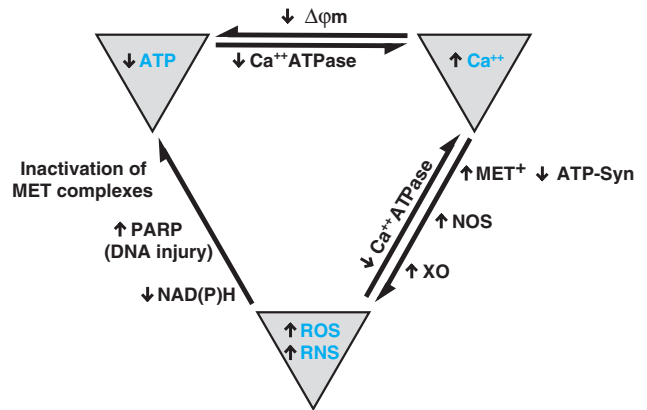 ↓ Δφm
↓ ATP
↓ Ca⁺⁺ATPase
↑ Ca⁺⁺
Inactivation of
MET complexes
↑ PARP
(DNA injury)
↓ NAD(P)H
↓ Ca⁺⁺ATPase
↑ MET⁺ ↓ ATP-Syn
↑ NOS
↑ XO
↑ ROS
↑ RNS